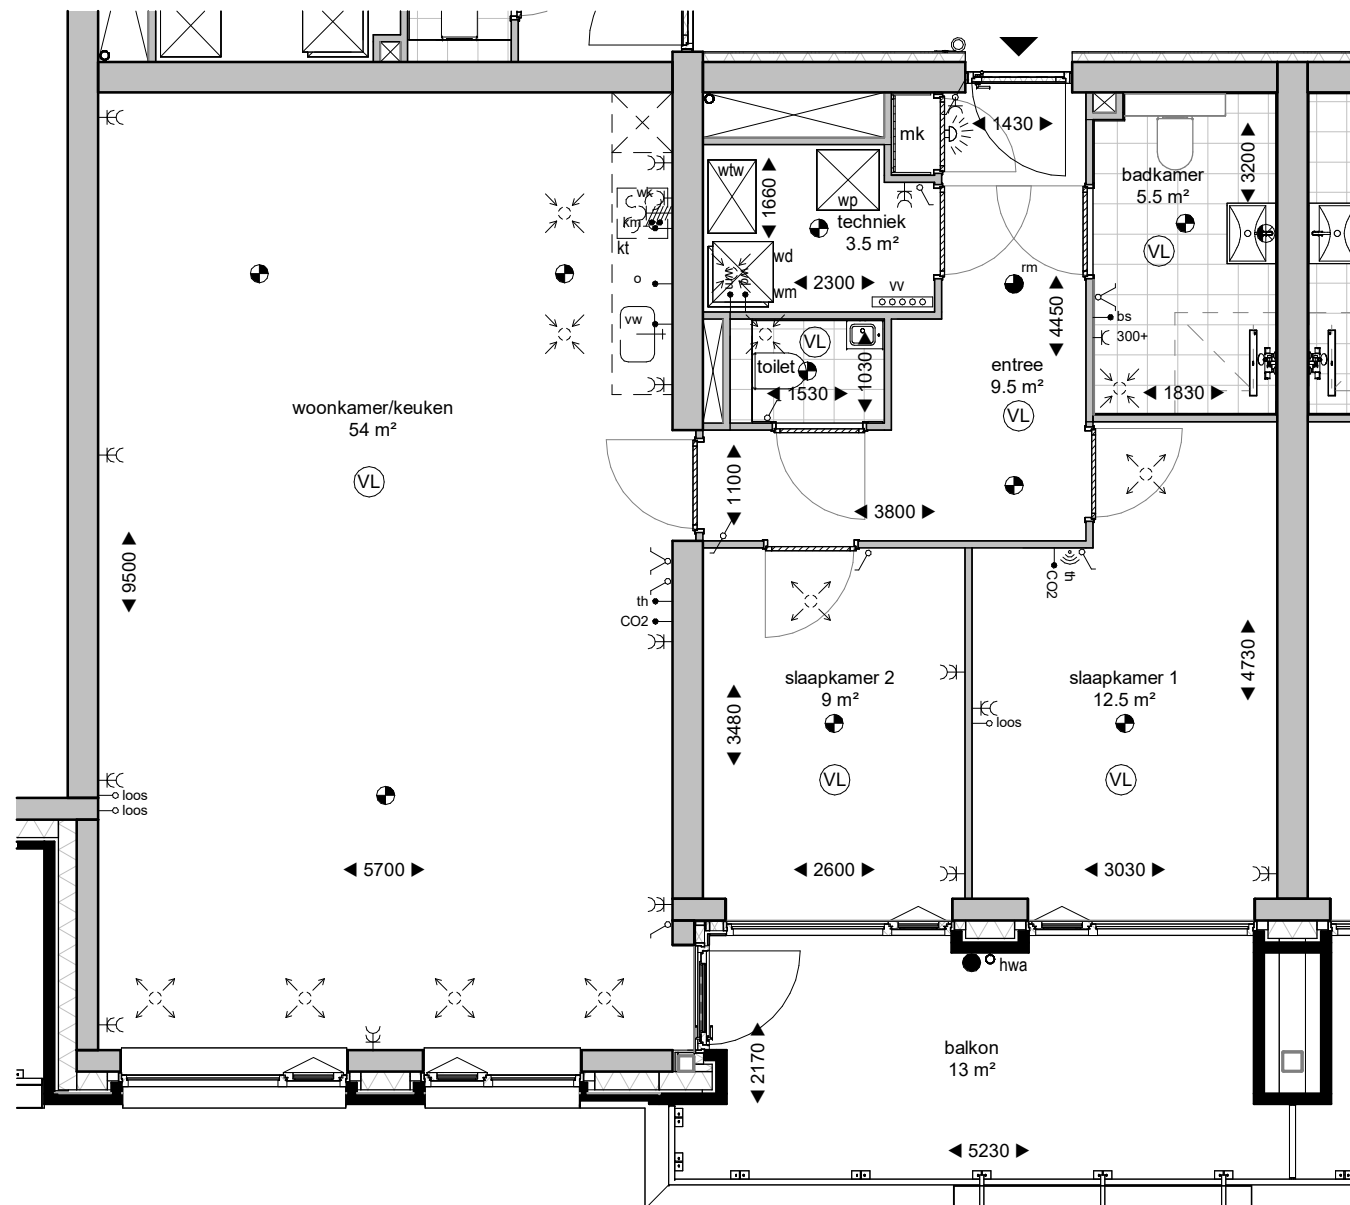 mk
1430
3200
badkamer
5.5 m²
VL
wtw
1660
wp
techniek
3.5 m²
wk
km
kt
wd
wm
2300
vv
rm
4450
bs
300+
vw
VL
toilet
1530
1030
entree
9.5 m²
VL
1830
woonkamer/keuken
54 m²
VL
1100
3800
9500
th
CO2
CO2
th
4730
slaapkamer 2
9 m²
slaapkamer 1
12.5 m²
3480
loos
VL
VL
loos
loos
5700
2600
3030
hwa
2170
balkon
13 m²
5230